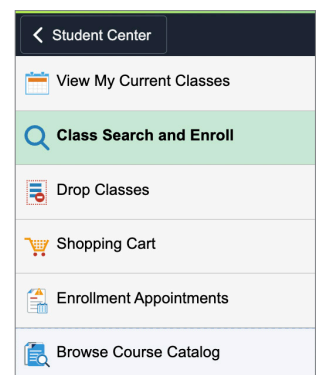 Student Center
View My Current Classes
Class Search and Enroll
Drop Classes
Shopping Cart
Enrollment Appointments
Browse Course Catalog